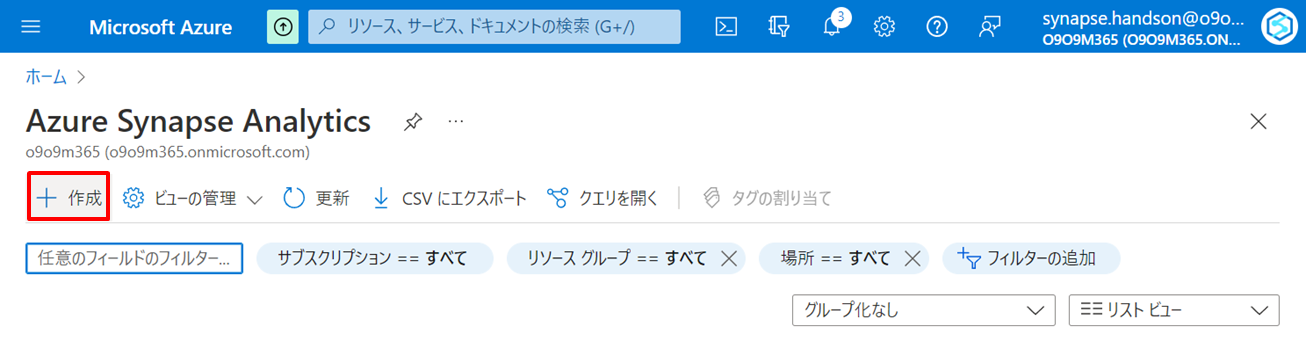 Microsoft Azure
リソース、サービス、ドキュメントの検索 (G+/)
3
synapse.handson@o9o...
O9O9M365 (O9O9M365.ON...
ホーム
Azure Synapse Analytics
o9o9m365 (o9o9m365.onmicrosoft.com)
作成 ビューの管理 更新 CSV にエクスポート クエリを開く タグの割り当て
任意のフィールドのフィルター... サブスクリプション == すべて リソース グループ == すべて 場所 == すべて フィルターの追加
グループ化なし リスト ビュー